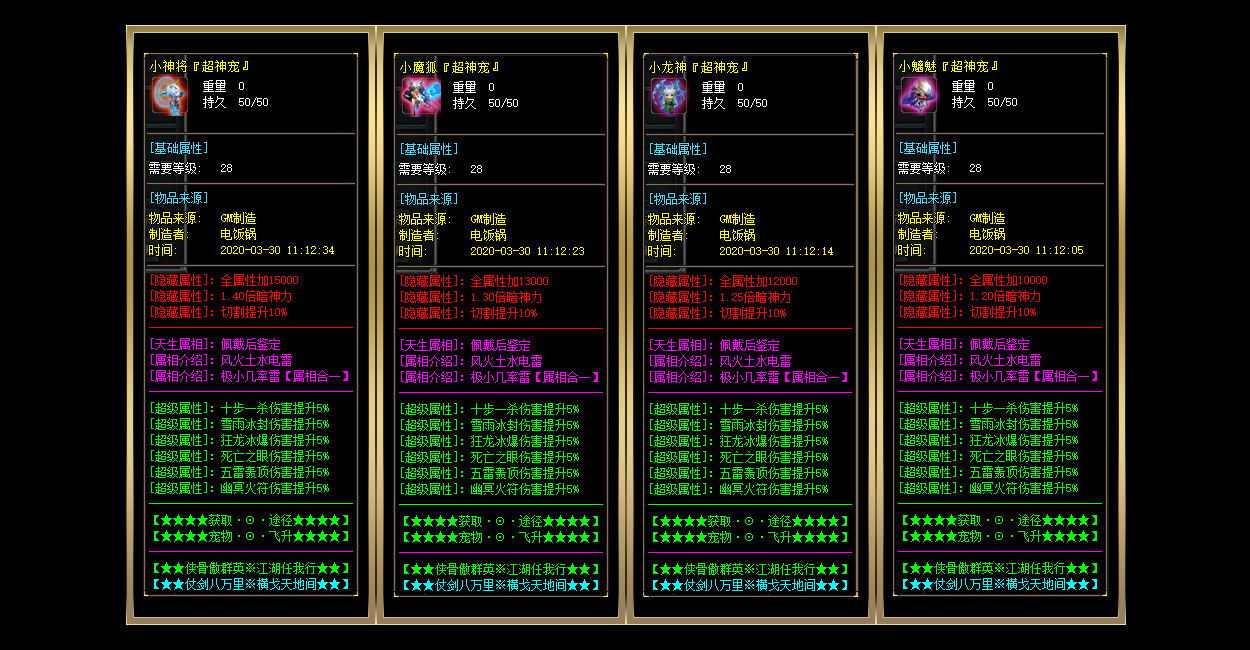 小神将『超神宠』
重量 0
持久 50/50
[基础属性]
需要等级: 28
[物品来源]
物品来源: GM制造
制造者: 电饭锅
时间: 2020-03-30 11:12:34
[隐藏属性]: 全属性加15000
[隐藏属性]: 1.40倍暗神力
[隐藏属性]: 切割提升10%
[天生属相]: 佩戴后鉴定
[属相介绍]: 风火土水电雷
[属相介绍]: 极小几率雷【属相合一】
[超级属性]: 十步一杀伤害提升5%
[超级属性]: 雪雨冰封伤害提升5%
[超级属性]: 狂龙冰爆伤害提升5%
[超级属性]: 死亡之眼伤害提升5%
[超级属性]: 五雷轰顶伤害提升5%
[超级属性]: 幽冥火符伤害提升5%
【★★★★获取·⊙·途径★★★★】
【★★★★宠物·⊙·飞升★★★★】
【★★侠骨傲群英※江湖任我行★★】
【★★仗剑八万里※横戈天地间★★】
小魔狐『超神宠』
重量 0
持久 50/50
[基础属性]
需要等级: 28
[物品来源]
物品来源: GM制造
制造者: 电饭锅
时间: 2020-03-30 11:12:23
[隐藏属性]: 全属性加13000
[隐藏属性]: 1.30倍暗神力
[隐藏属性]: 切割提升10%
[天生属相]: 佩戴后鉴定
[属相介绍]: 风火土水电雷
[属相介绍]: 极小几率雷【属相合一】
[超级属性]: 十步一杀伤害提升5%
[超级属性]: 雪雨冰封伤害提升5%
[超级属性]: 狂龙冰爆伤害提升5%
[超级属性]: 死亡之眼伤害提升5%
[超级属性]: 五雷轰顶伤害提升5%
[超级属性]: 幽冥火符伤害提升5%
【★★★★获取·⊙·途径★★★★】
【★★★★宠物·⊙·飞升★★★★】
【★★侠骨傲群英※江湖任我行★★】
【★★仗剑八万里※横戈天地间★★】
小龙神『超神宠』
重量 0
持久 50/50
[基础属性]
需要等级: 28
[物品来源]
物品来源: GM制造
制造者: 电饭锅
时间: 2020-03-30 11:12:14
[隐藏属性]: 全属性加12000
[隐藏属性]: 1.25倍暗神力
[隐藏属性]: 切割提升10%
[天生属相]: 佩戴后鉴定
[属相介绍]: 风火土水电雷
[属相介绍]: 极小几率雷【属相合一】
[超级属性]: 十步一杀伤害提升5%
[超级属性]: 雪雨冰封伤害提升5%
[超级属性]: 狂龙冰爆伤害提升5%
[超级属性]: 死亡之眼伤害提升5%
[超级属性]: 五雷轰顶伤害提升5%
[超级属性]: 幽冥火符伤害提升5%
【★★★★获取·⊙·途径★★★★】
【★★★★宠物·⊙·飞升★★★★】
【★★侠骨傲群英※江湖任我行★★】
【★★仗剑八万里※横戈天地间★★】
小魑魅『超神宠』
重量 0
持久 50/50
[基础属性]
需要等级: 28
[物品来源]
物品来源: GM制造
制造者: 电饭锅
时间: 2020-03-30 11:12:05
[隐藏属性]: 全属性加10000
[隐藏属性]: 1.20倍暗神力
[隐藏属性]: 切割提升10%
[天生属相]: 佩戴后鉴定
[属相介绍]: 风火土水电雷
[属相介绍]: 极小几率雷【属相合一】
[超级属性]: 十步一杀伤害提升5%
[超级属性]: 雪雨冰封伤害提升5%
[超级属性]: 狂龙冰爆伤害提升5%
[超级属性]: 死亡之眼伤害提升5%
[超级属性]: 五雷轰顶伤害提升5%
[超级属性]: 幽冥火符伤害提升5%
【★★★★获取·⊙·途径★★★★】
【★★★★宠物·⊙·飞升★★★★】
【★★侠骨傲群英※江湖任我行★★】
【★★仗剑八万里※横戈天地间★★】